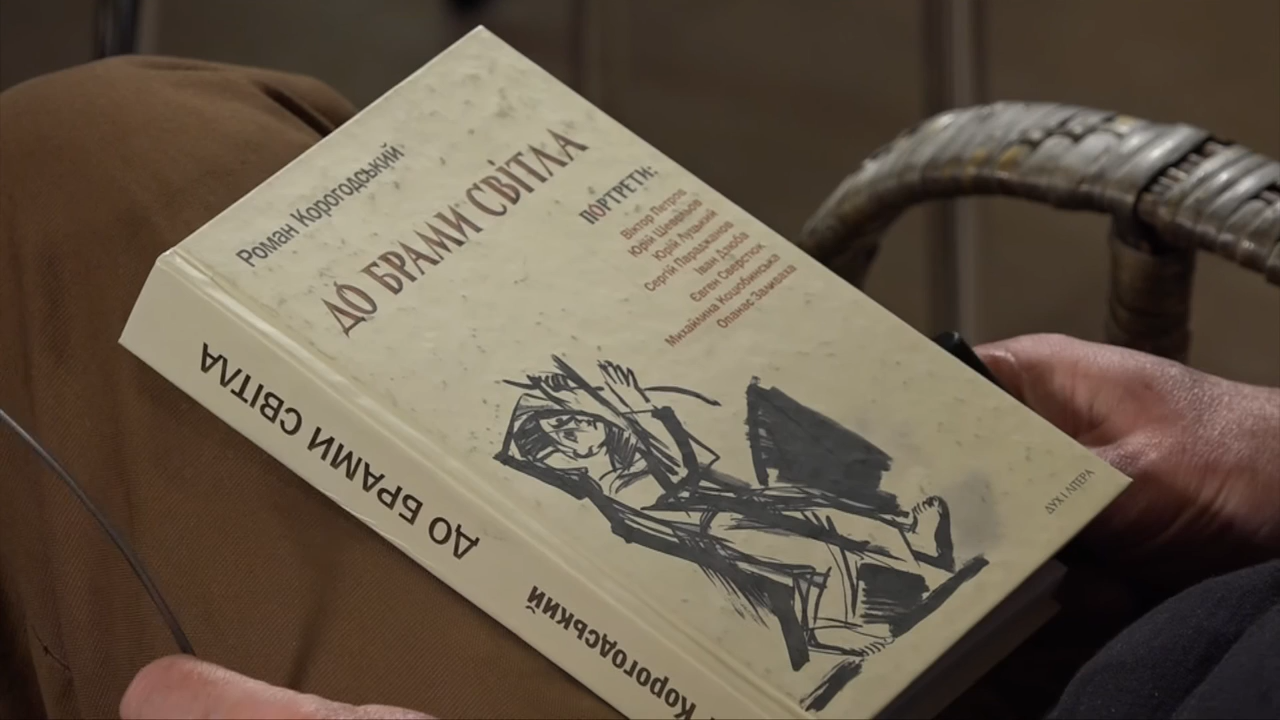 Роман Корогодський
ДО БРАМИ СВІТЛА
ПОРТРЕТИ:
Віктор Петров
Юрій Шевельов
Юрій Луцький
Сергій Параджанов
Іван Дзюба
Євген Сверстюк
Михайлина Коцюбинська
Опанас Заливаха
ДУХ І ЛІТЕРА
ДО БРАМИ СВІТЛА
Корогодський